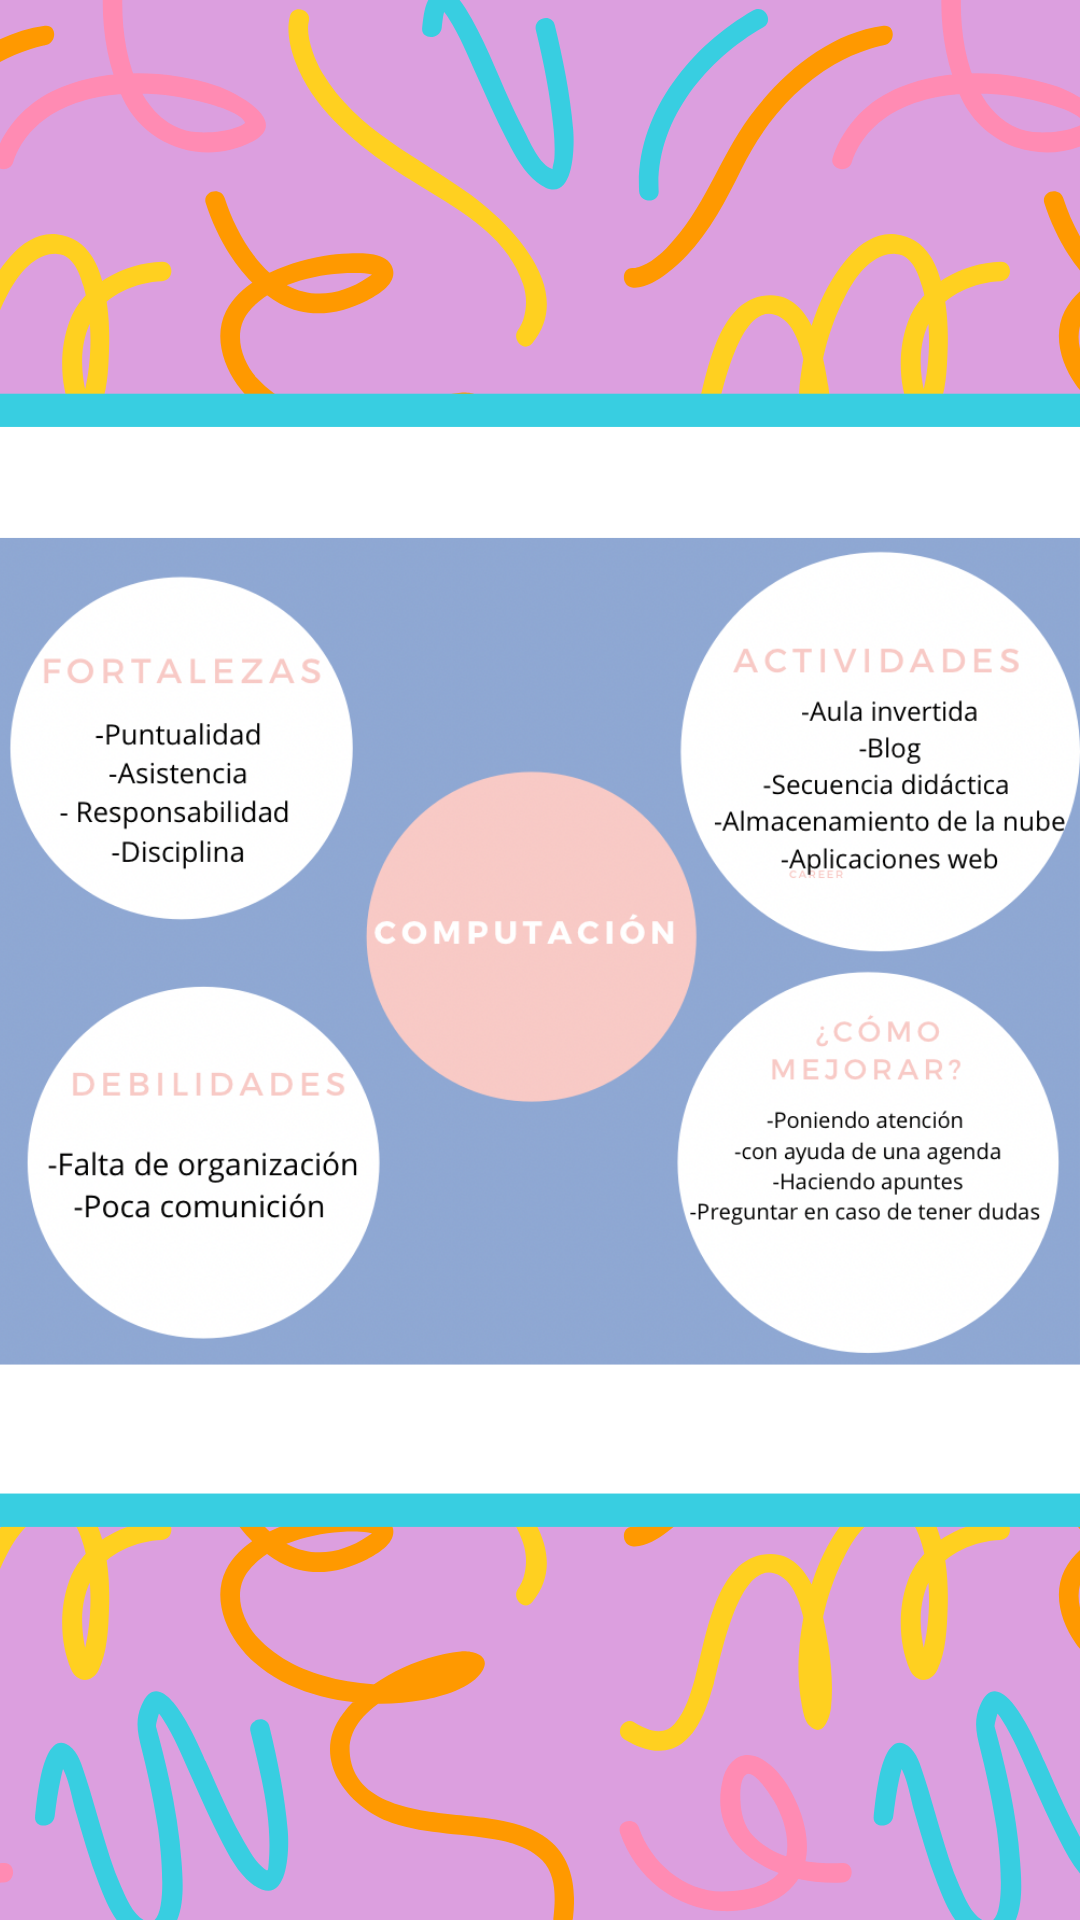 FORTALEZAS
-Puntualidad
-Asistencia
- Responsabilidad
-Disciplina
ACTIVIDADES
-Aula invertida
-Blog
-Secuencia didáctica
-Almacenamiento de la nube
-Aplicaciones web
CAREER
COMPUTACIÓN
DEBILIDADES
-Falta de organización
-Poca comunición
¿CÓMO
MEJORAR?
-Poniendo atención
-con ayuda de una agenda
-Haciendo apuntes
-Preguntar en caso de tener dudas